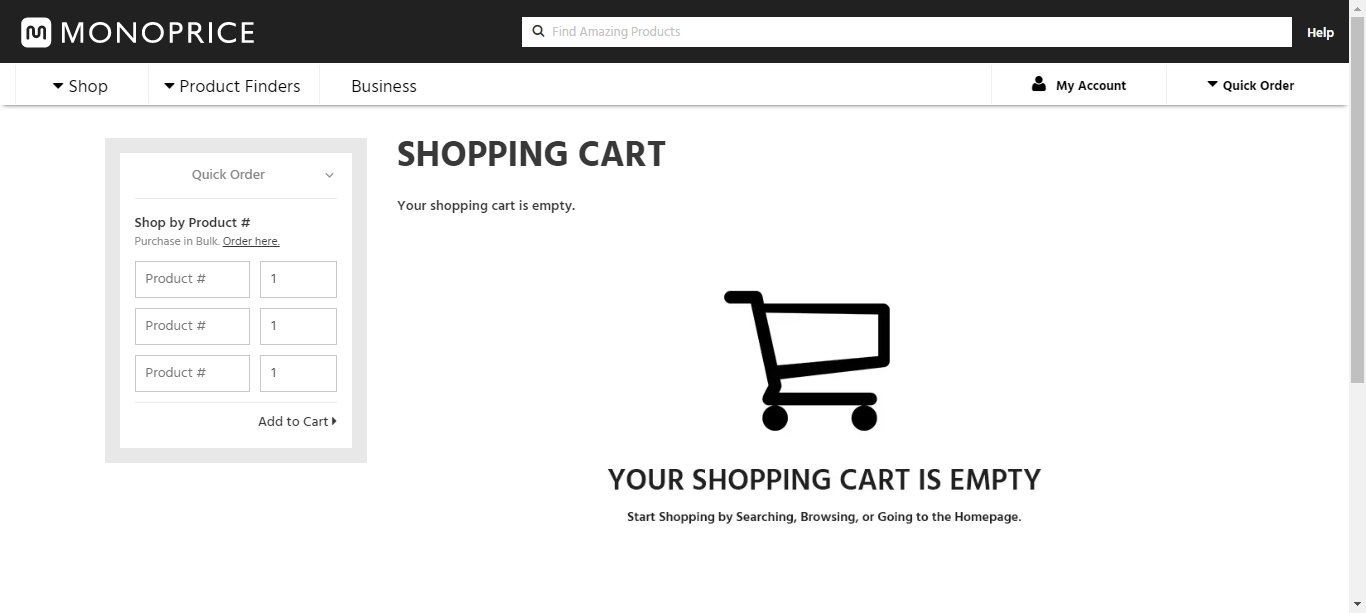 MONOPRICE
Find Amazing Products
Help
Shop
Product Finders
Business
My Account
Quick Order
Quick Order
Shop by Product #
Purchase in Bulk. Order here.
Product # 1
Product # 1
Product # 1
Add to Cart
SHOPPING CART
Your shopping cart is empty.
YOUR SHOPPING CART IS EMPTY
Start Shopping by Searching, Browsing, or Going to the Homepage.